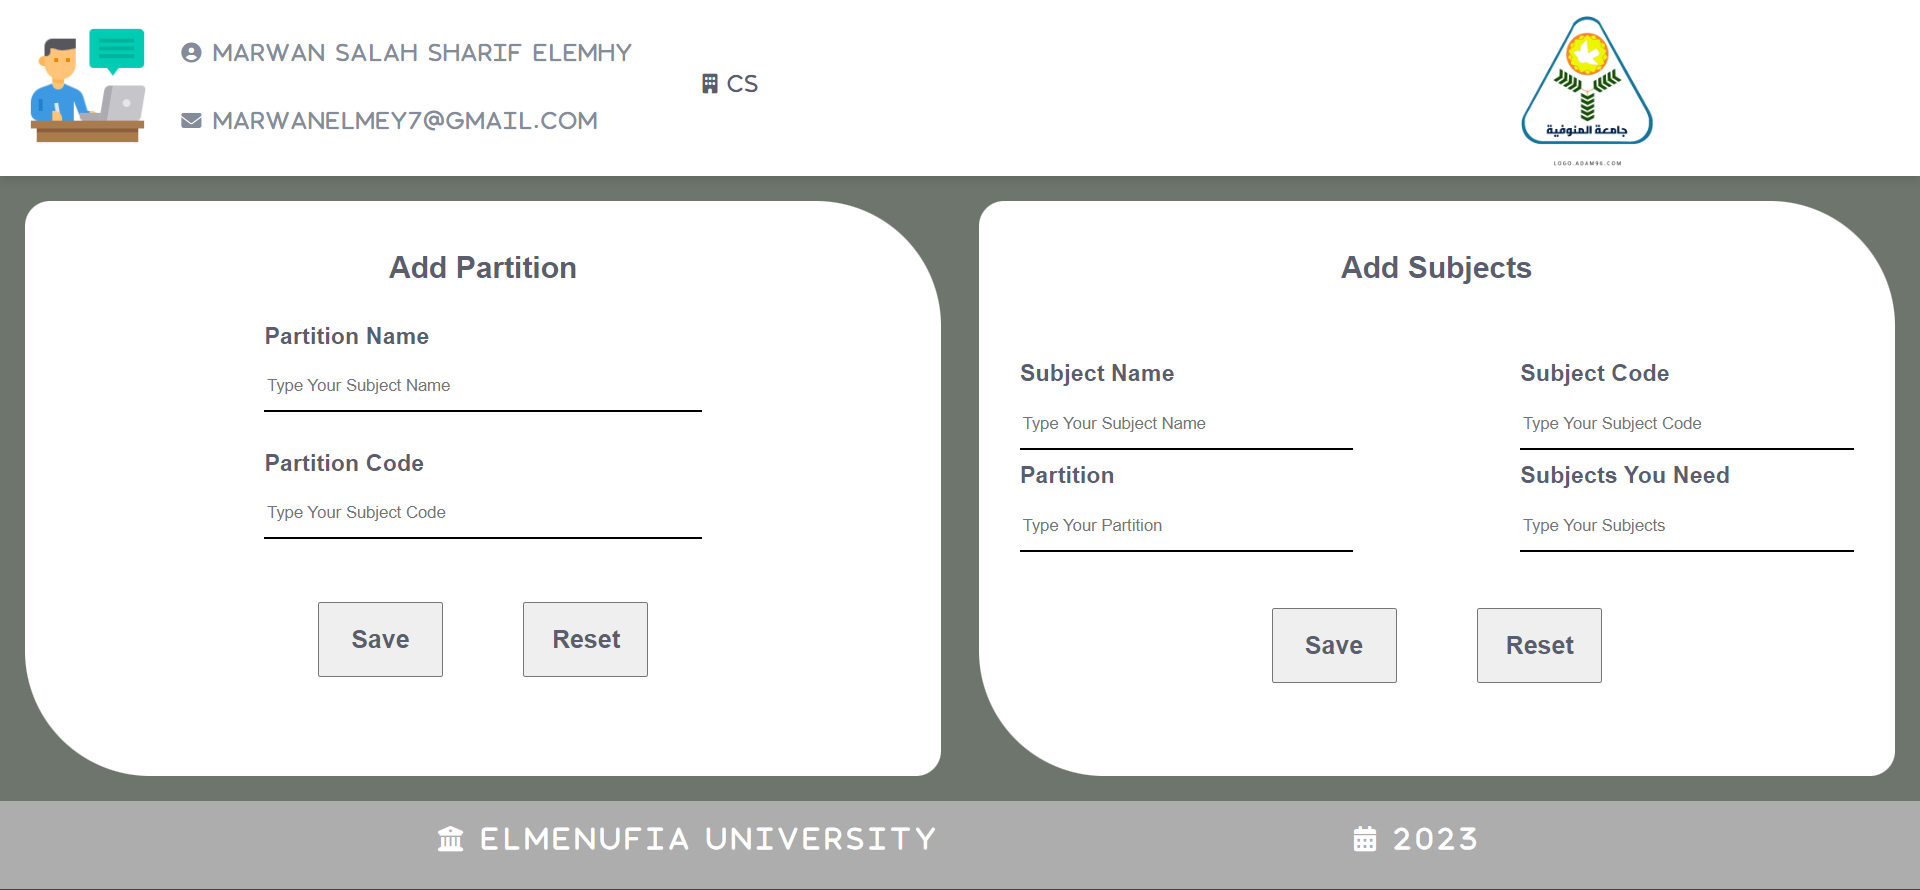 MARWAN SALAH SHARIF ELEMHY
MARWANELMEY7@GMAIL.COM
CS
جامعة المنوفية
LOGO.ADAM96.COM
Add Partition
Partition Name
Type Your Subject Name
Partition Code
Type Your Subject Code
Save
Reset
Add Subjects
Subject Name
Type Your Subject Name
Subject Code
Type Your Subject Code
Partition
Type Your Partition
Subjects You Need
Type Your Subjects
Save
Reset
ELMENUFIA UNIVERSITY
2023